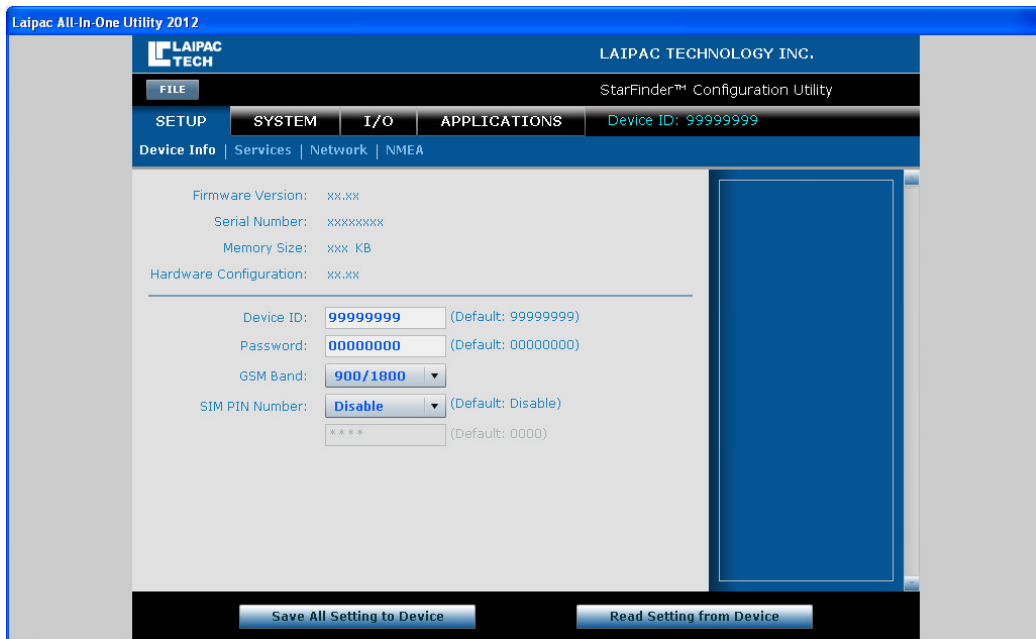 Laipac All-In-One Utility 2012
LAIPAC TECH
LAIPAC TECHNOLOGY INC.
FILE
StarFinder™ Configuration Utility
SETUP SYSTEM I/O APPLICATIONS Device ID: 99999999
Device Info | Services | Network | NMEA
Firmware Version: xx.xx
Serial Number: xxxxxxxx
Memory Size: xxx KB
Hardware Configuration: xx.xx
Device ID: 99999999 (Default: 99999999)
Password: 00000000 (Default: 00000000)
GSM Band: 900/1800
SIM PIN Number: Disable (Default: Disable)
**** (Default: 0000)
Save All Setting to Device Read Setting from Device